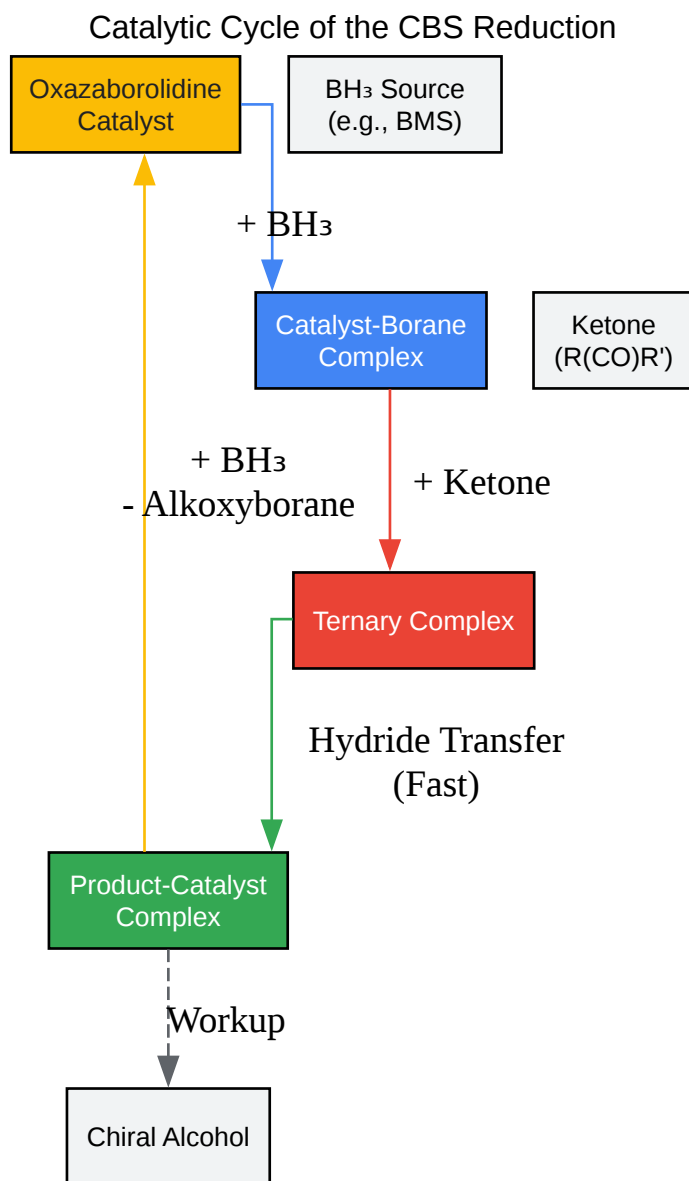 Catalytic Cycle of the CBS Reduction
Oxazaborolidine
Catalyst
BH₃ Source
(e.g., BMS)
+ BH₃
Catalyst-Borane
Complex
Ketone
(R(CO)R')
+ BH₃
- Alkoxyborane
+ Ketone
Ternary Complex
Hydride Transfer
(Fast)
Product-Catalyst
Complex
Workup
Chiral Alcohol